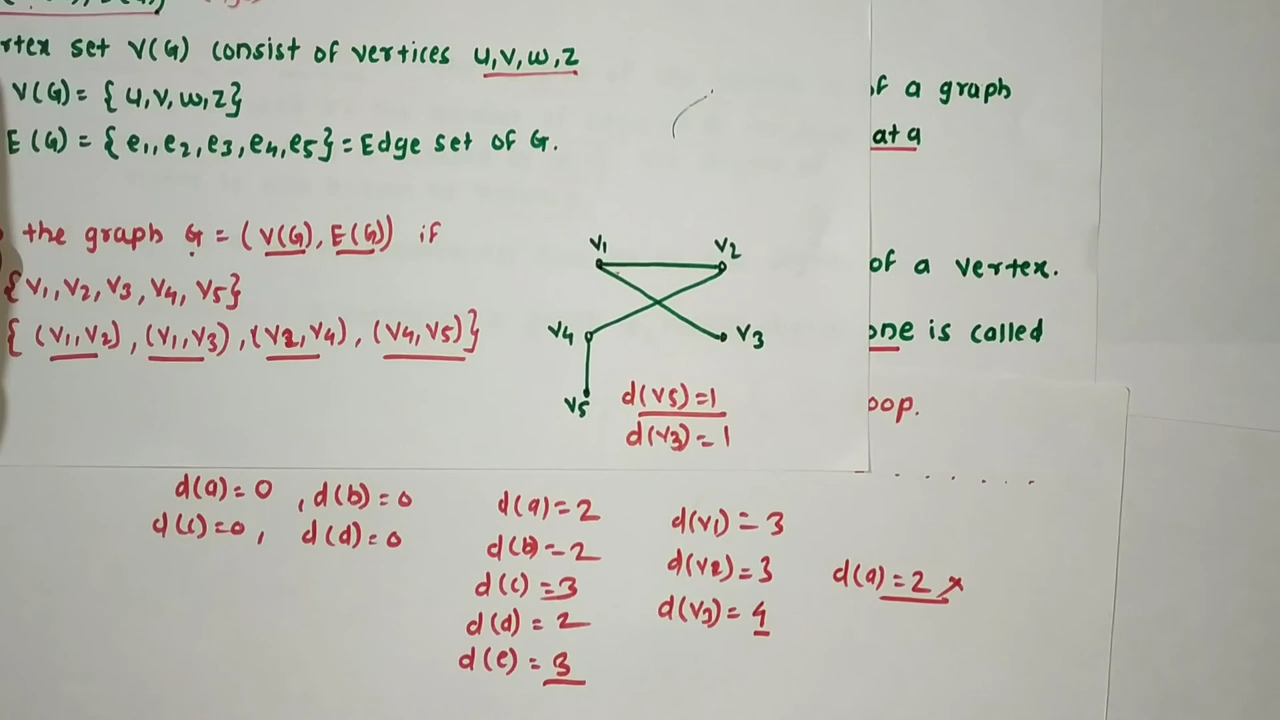 rtex set V(G) consist of vertices u,v,w,z
V(G)= { u,v,w,z}
E(G)= { e1,e2,e3,e4,e5} = Edge set of G.
the graph G = (V(G), E(G)) if
{V1, V2, V3, V4, V5}
{ (V1,V2), (V1,V3), (V2,V4), (V4,V5)}
V1
V2
V4
V3
V5
d(V5)=1
d(V3)=1
of a graph
at a
of a vertex.
one is called
oop.
d(a)=0 , d(b)=0
d(c)=0, d(d)=0
d(a)=2
d(b)=2
d(c)=3
d(d)=2
d(e)=3
d(V1)=3
d(V2)=3
d(V3)=4
d(a)=2